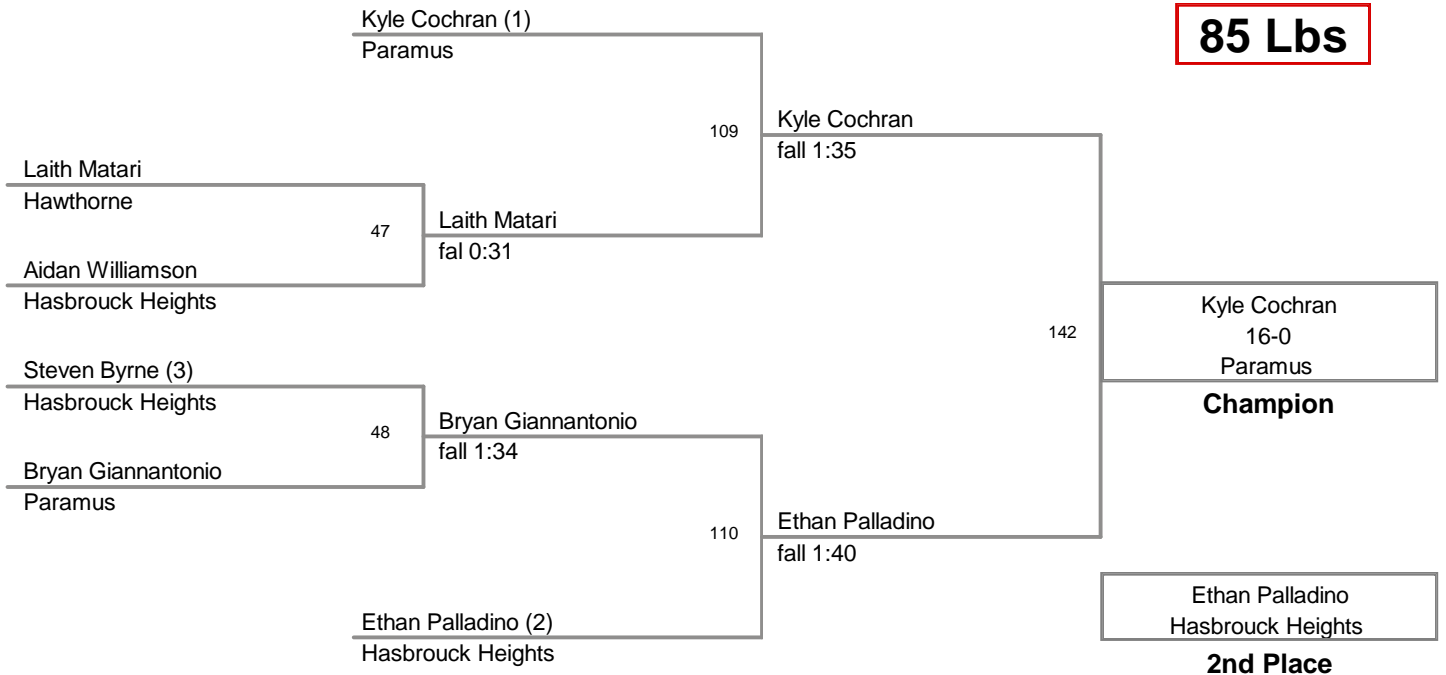 Kyle Cochran (1)
Paramus
85 Lbs
109
Kyle Cochran
fall 1:35
Laith Matari
Hawthorne
47
Laith Matari
fal 0:31
Aidan Williamson
Hasbrouck Heights
142
Kyle Cochran
16-0
Paramus
Champion
Steven Byrne (3)
Hasbrouck Heights
48
Bryan Giannantonio
fall 1:34
Bryan Giannantonio
Paramus
110
Ethan Palladino
fall 1:40
Ethan Palladino (2)
Hasbrouck Heights
Ethan Palladino
Hasbrouck Heights
2nd Place